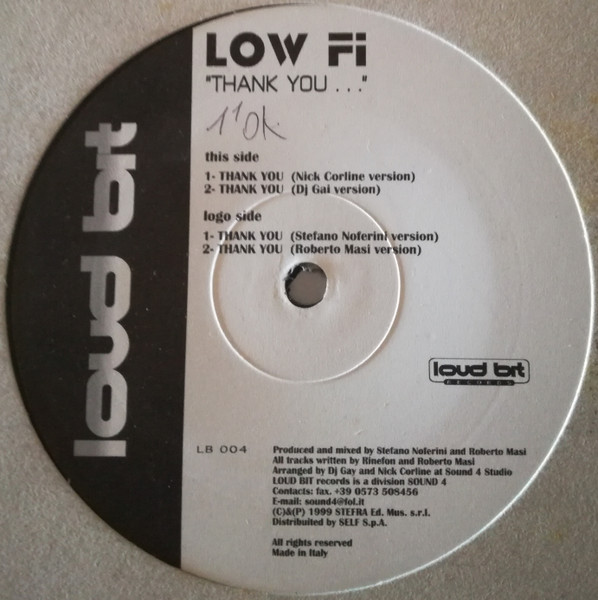 LOW Fi
"THANK YOU . . ."
1° ok
this side
1- THANK YOU (Nick Corline version)
2- THANK YOU (Dj Gai version)
logo side
1- THANK YOU (Stefano Noferini version)
2- THANK YOU (Roberto Masi version)
loud bit
loud bit
RECORDS
LB 004
Produced and mixed by Stefano Noferini and Roberto Masi
All tracks written by Rinefon and Roberto Masi
Arranged by Dj Gay and Nick Corline at Sound 4 Studio
LOUD BIT records is a division SOUND 4
Contacts: fax. +39 0573 508456
E-mail: sound4@fol.it
(C)&(P) 1999 STEFRA Ed. Mus. s.r.l.
Distribuited by SELF S.p.A.
All rights reserved
Made in Italy